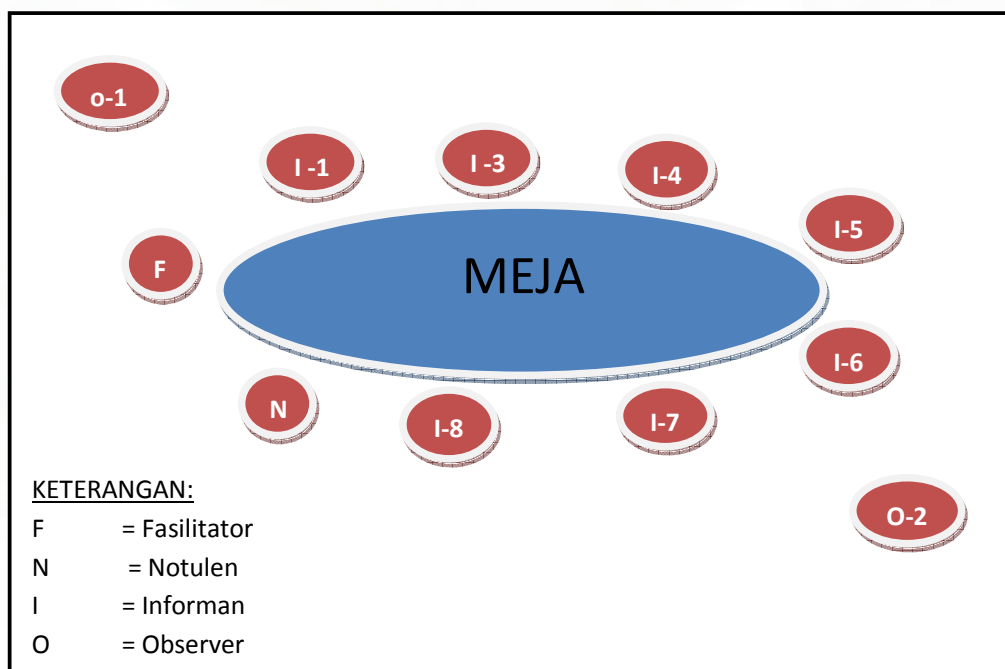 o-1
I -1
I -3
I-4
I-5
F
MEJA
I-6
N
I-8
I-7
O-2
KETERANGAN:
F = Fasilitator
N = Notulen
I = Informan
O = Observer